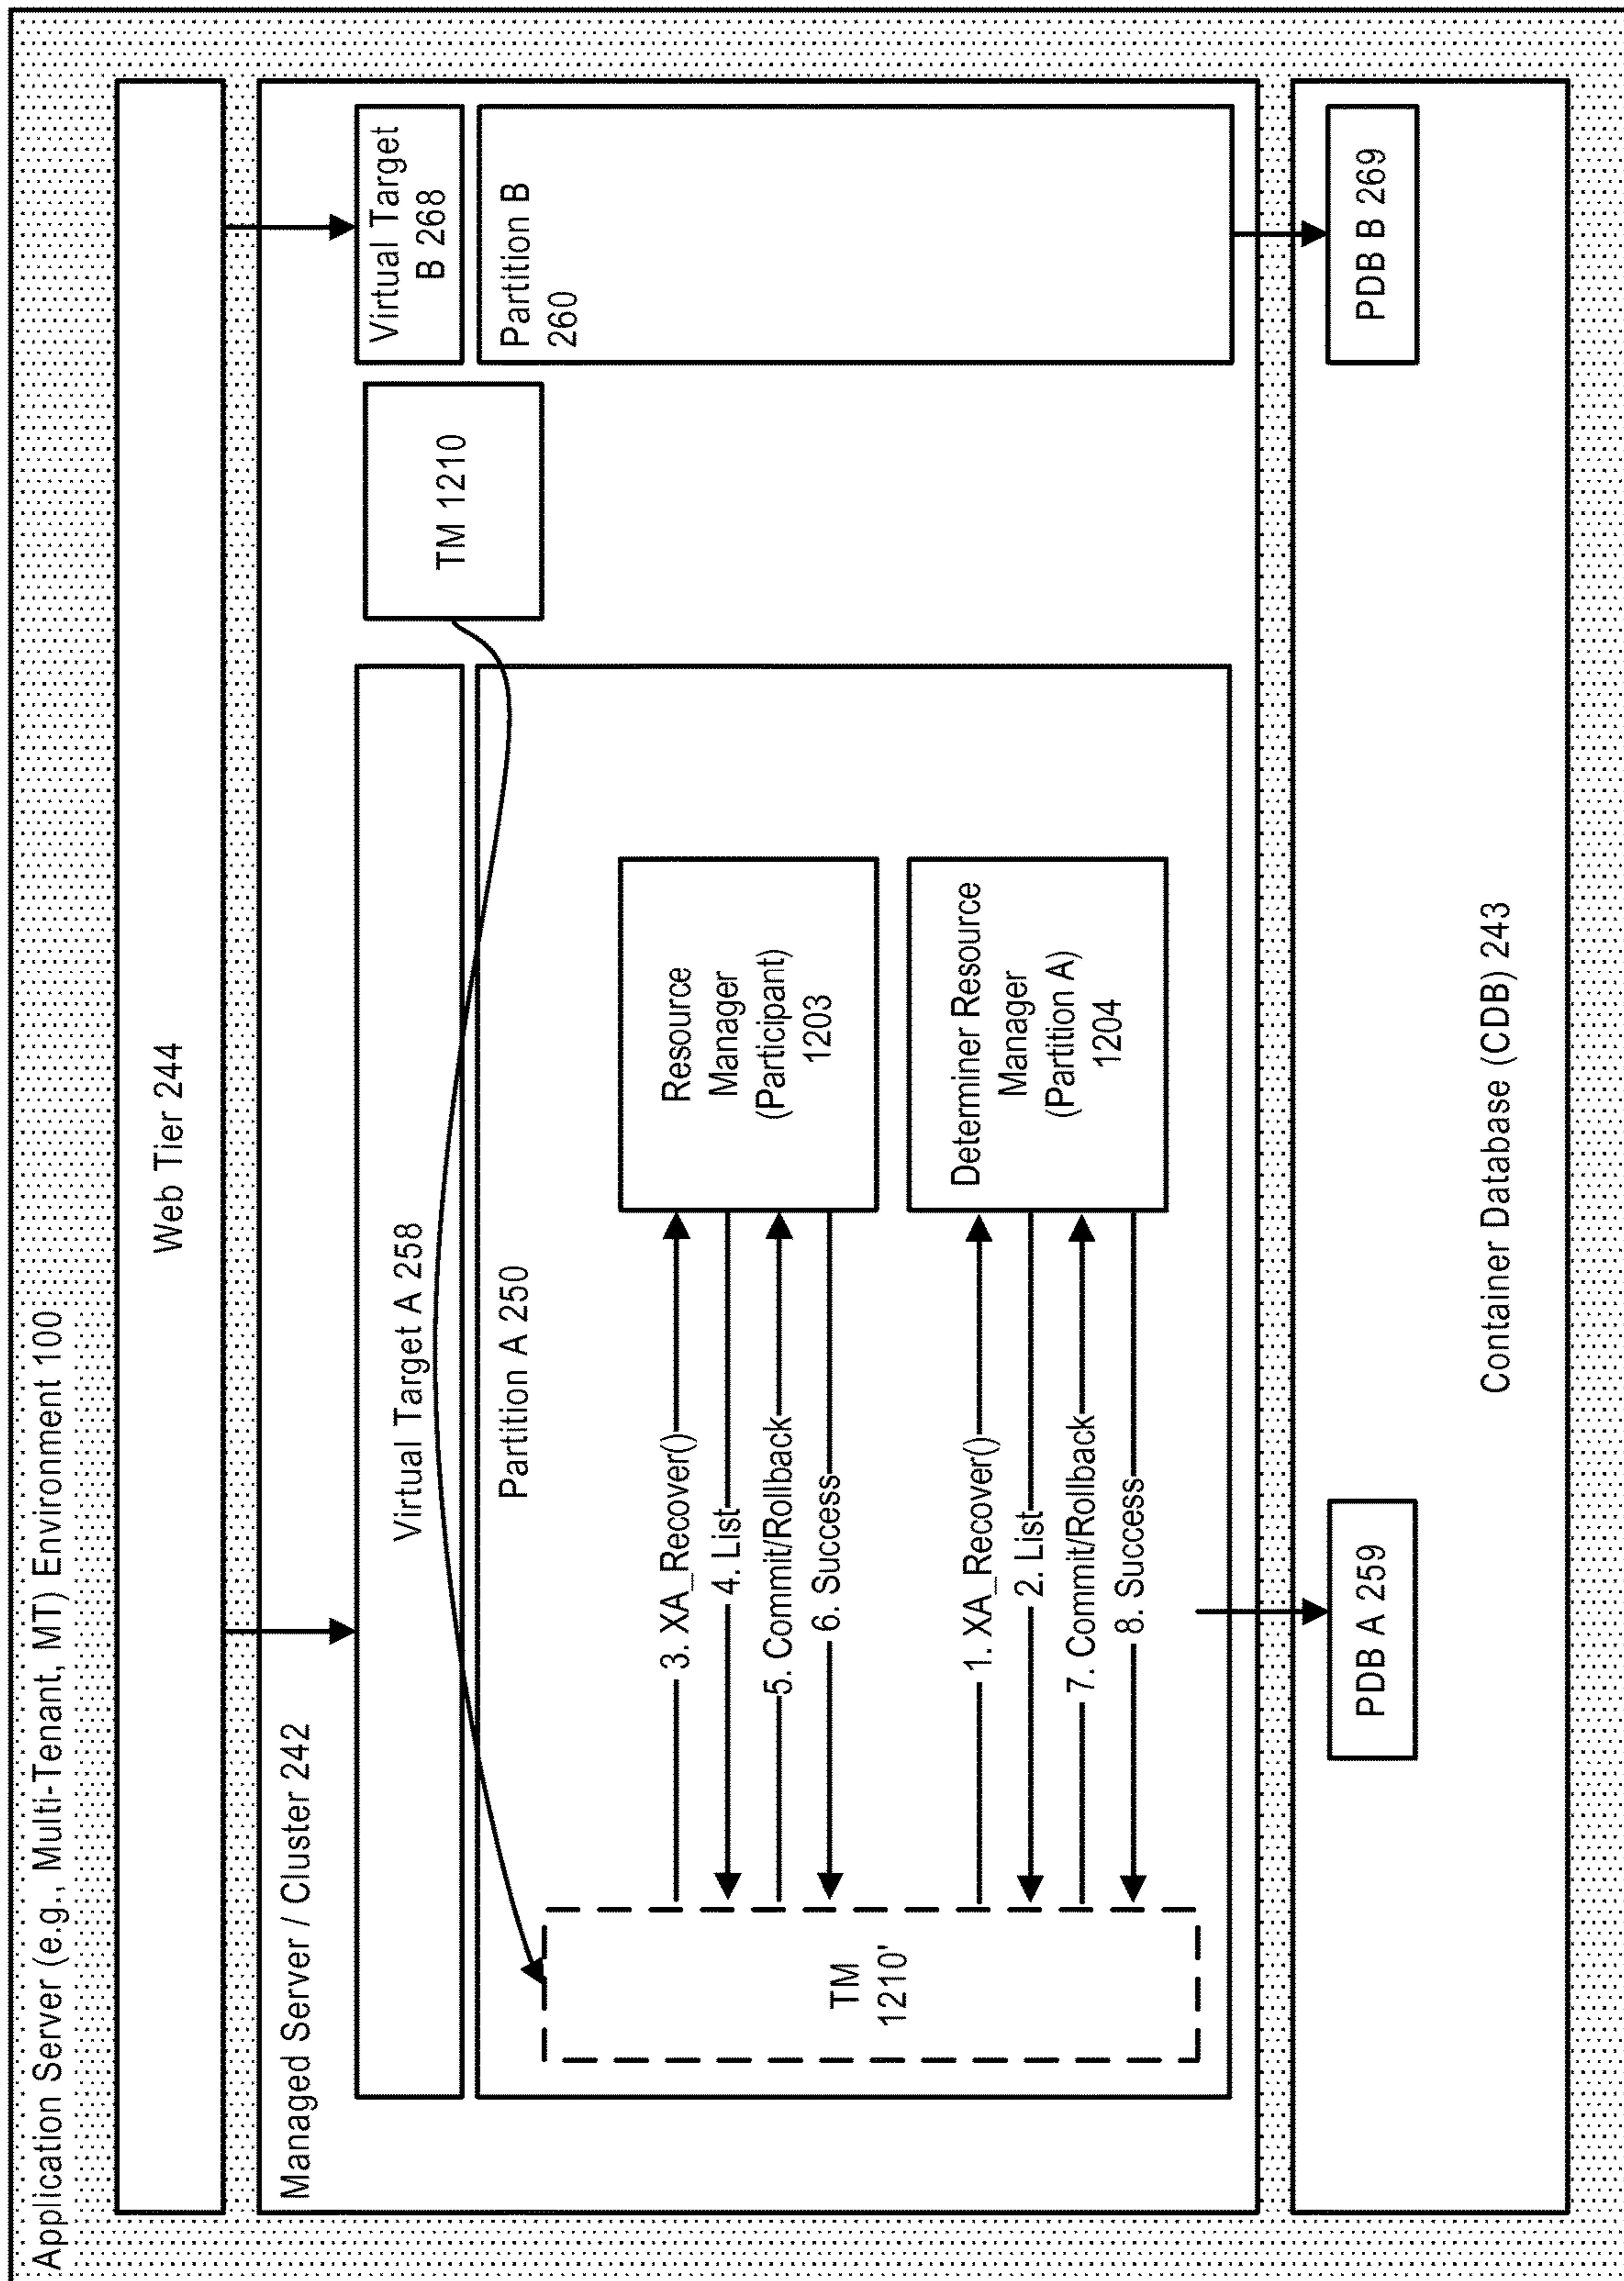 Application Server (e.g., Multi-Tenant, MT) Environment 100
Web Tier 244
Managed Server / Cluster 242
Virtual Target A 258
Virtual Target
B 268
TM 1210
Partition A 250
Partition B
260
TM
1210'
3. XA_Recover()
4. List
5. Commit/Rollback
6. Success
Resource
Manager
(Participant)
1203
1. XA_Recover()
2. List
7. Commit/Rollback
8. Success
Determiner Resource
Manager
(Partition A)
1204
PDB A 259
PDB B 269
Container Database (CDB) 243